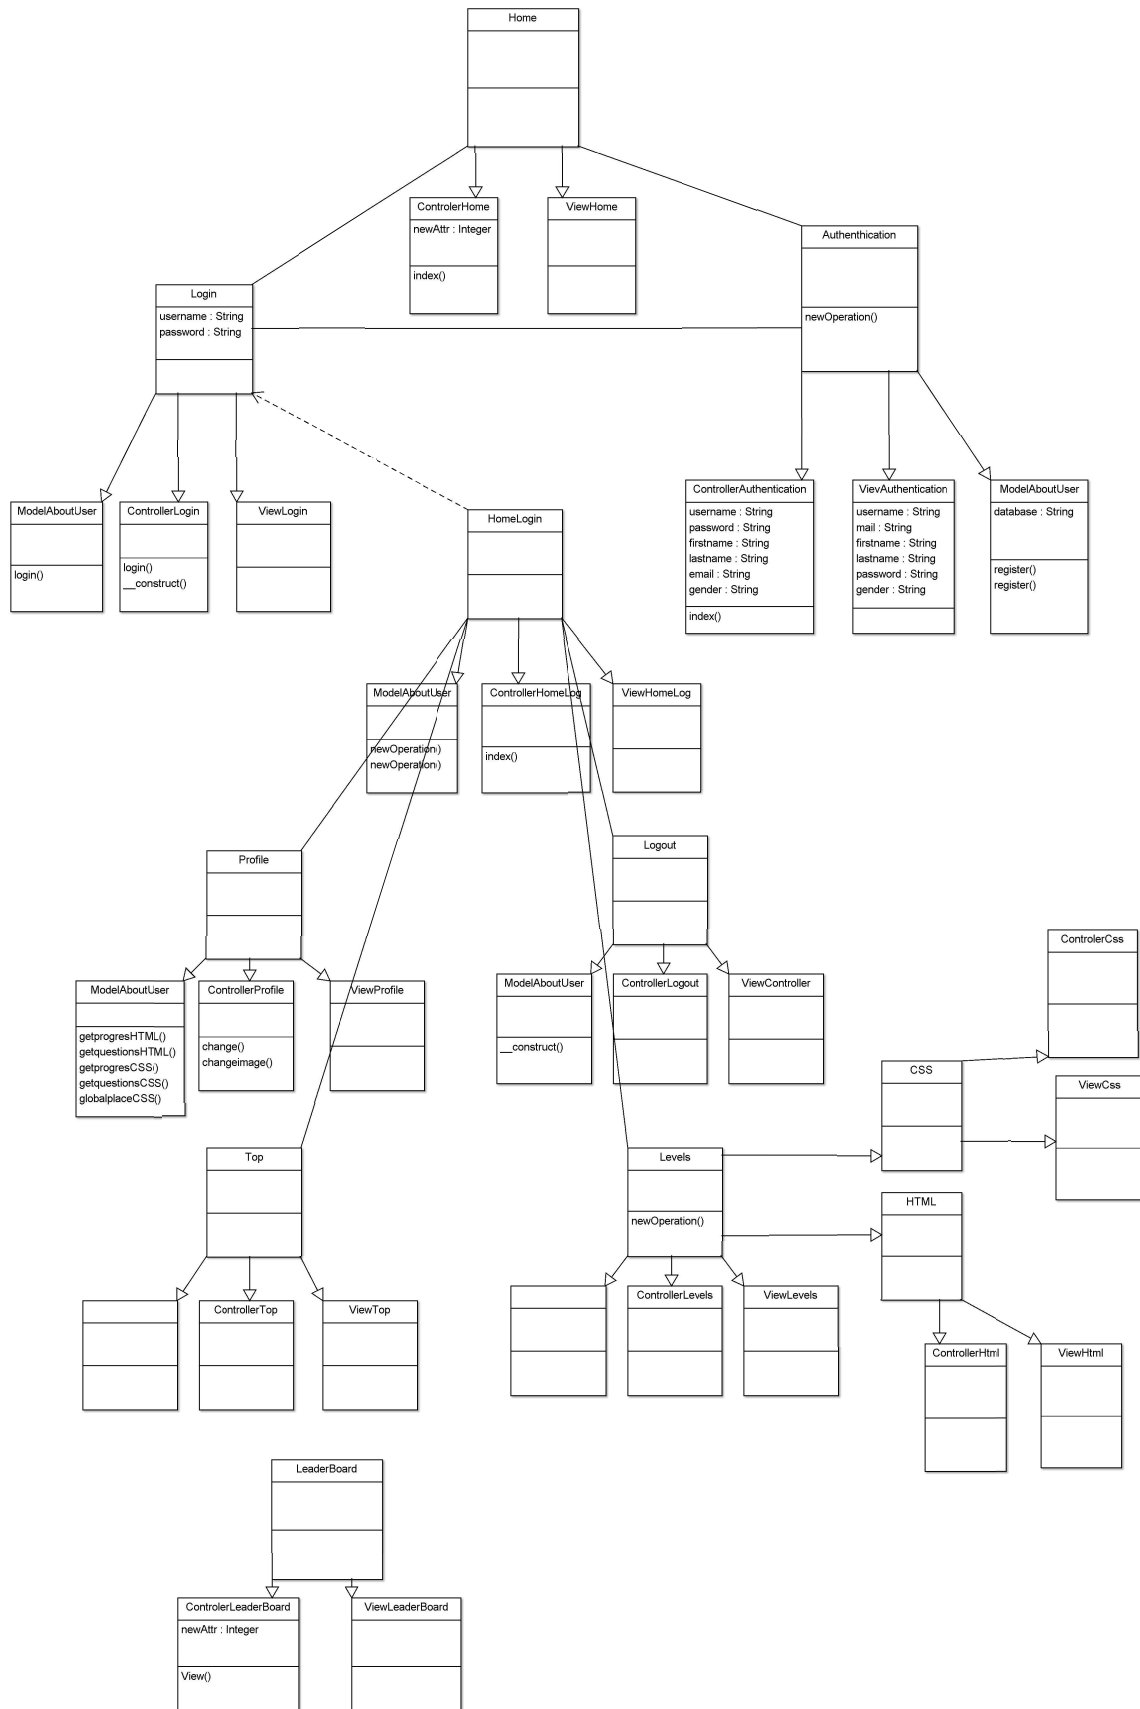 Home
ControlerHome
newAttr : Integer
index()
ViewHome
Authenthication
newOperation()
Login
username : String
password : String
ModelAboutUser
login()
ControllerLogin
login()
__construct()
ViewLogin
HomeLogin
ControllerAuthentication
username : String
password : String
firstname : String
lastname : String
email : String
gender : String
index()
VievAuthentication
username : String
mail : String
firstname : String
lastname : String
password : String
gender : String
ModelAboutUser
database : String
register()
register()
ModelAboutUser
newOperation()
newOperation()
ControllerHomeLog
index()
ViewHomeLog
Profile
Logout
ModelAboutUser
getprogresHTML()
getquestionsHTML()
getprogresCSS()
getquestionsCSS()
globalplaceCSS()
ControllerProfile
change()
changeimage()
ViewProfile
ModelAboutUser
__construct()
ControllerLogout
ViewController
ControlerCss
CSS
ViewCss
Top
Levels
newOperation()
HTML
ControllerTop
ViewTop
ControllerLevels
ViewLevels
ControllerHtml
ViewHtml
LeaderBoard
ControlerLeaderBoard
newAttr : Integer
View()
ViewLeaderBoard